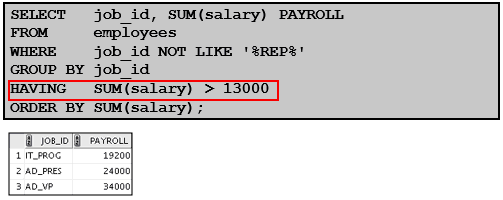 SELECT job_id, SUM(salary) PAYROLL
FROM employees
WHERE job_id NOT LIKE '%REP%'
GROUP BY job_id
HAVING SUM(salary) > 13000
ORDER BY SUM(salary);
JOB_ID PAYROLL
1 IT_PROG 19200
2 AD_PRES 24000
3 AD_VP 34000